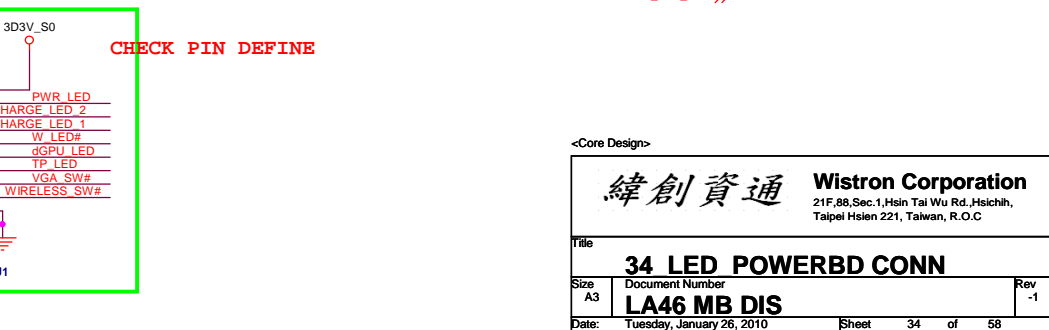 3D3V_S0
CHECK PIN DEFINE
PWR_LED
HARGE_LED_2
HARGE_LED_1
W_LED#
dGPU_LED
TP_LED
VGA_SW#
WIRELESS_SW#
<Core Design>
緯創資通
Wistron Corporation
21F,88,Sec.1,Hsin Tai Wu Rd.,Hsichih,
Taipei Hsien 221, Taiwan, R.O.C
Title
34_LED_POWERBD CONN
Size
A3
Document Number
LA46 MB DIS
Rev
-1
Date: Tuesday, January 26, 2010 Sheet 34 of 58